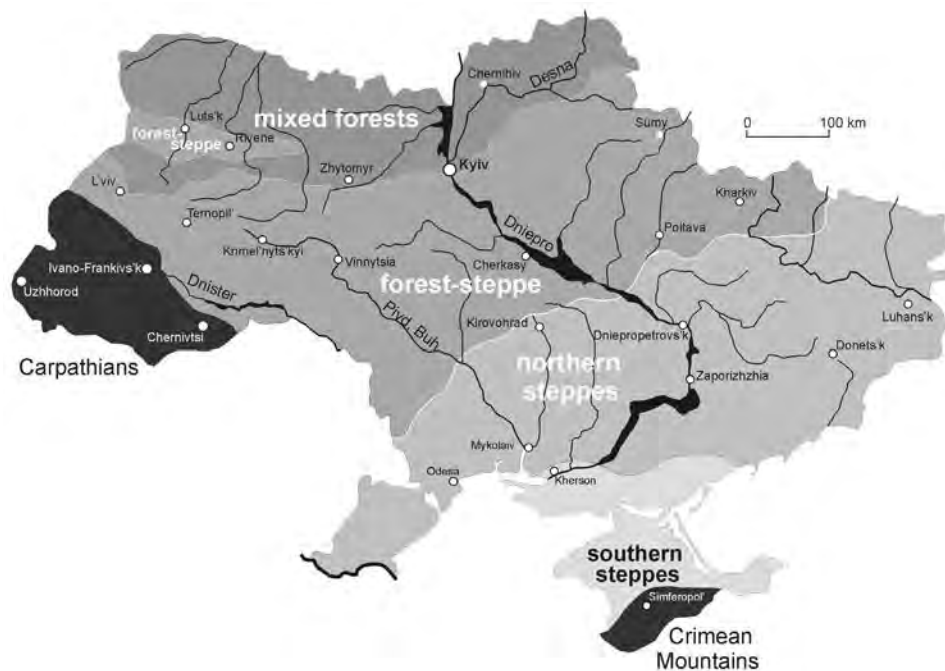 Chernihiv
Desna
Luts'k
mixed forests
forest-
steppe
Rivene
Sumy
0 100 km
Kyiv
Zhytomyr
L'viv
Kharkiv
Ternopil'
Dniepro
Poltava
Khmel'nyts'kyi
Vinnytsia
Cherkasy
Ivano-Frankivs'k
Uzhhorod
Dnister
forest-steppe
Luhans'k
Pivd. Buh
Kirovohrad
Dniepropetrovs'k
Chernivtsi
Donets'k
Carpathians
northern
steppes
Zaporizhzhia
Mykolaiv
Odesa
Kherson
southern
steppes
Simferopol'
Crimean
Mountains